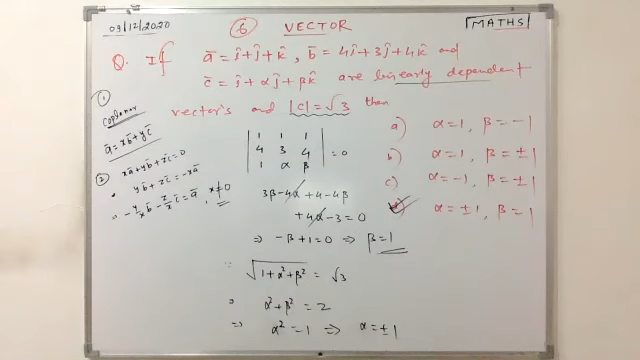 03/12/2020
6 VECTOR
MATHS
Q. If a̅ = î+ĵ+k̂, b̅ = 4î+3ĵ+4k̂ and
c̅ = î+αĵ+βk̂ are linearly dependent
vector's and |c|=√3 then
① Coplanar
a̅ = xb̅+yc̅
② xa̅+yb̅+zc̅=0
yb̅+zc̅=-xa̅
-y/x b̅ - z/x c̅ = a̅, x≠0
| 1 1 1 |
| 4 3 4 | =0
| 1 α β |
3β-4α+4-4β
+4α-3=0
⇒ -β+1=0 ⇒ β=1
∵ √1+α²+β² = √3
α²+β²=2
⇒ α²=1 ⇒ α=±1
a) α=1, β=-1
b) α=1, β=±1
c) α=-1, β=±1
α=±1, β=1